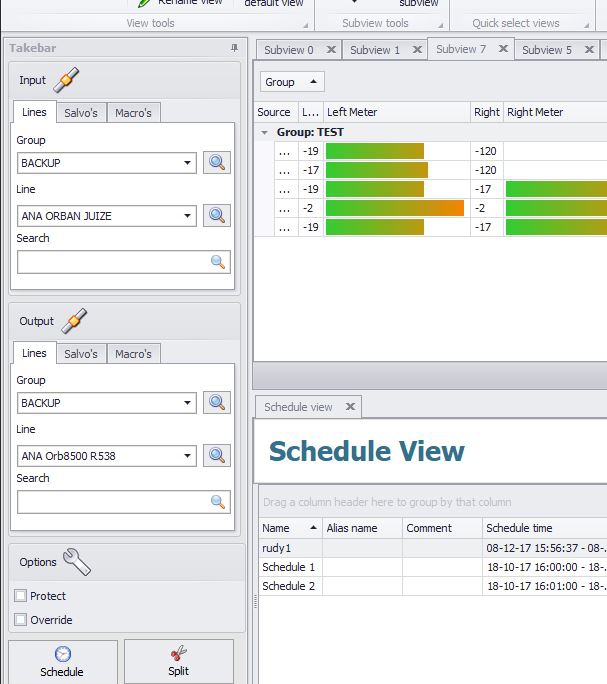 Rename view
default view
subview
View tools
Subview tools
Quick select views
Takebar
Input
Lines
Salvo's
Macro's
Group
BACKUP
Line
ANA ORBAN JUIZE
Search
Output
Lines
Salvo's
Macro's
Group
BACKUP
Line
ANA Orb8500 R538
Search
Options
Protect
Override
Schedule
Split
Subview 0
Subview 1
Subview 7
Subview 5
Group
Source L... Left Meter Right Right Meter
Group: TEST
... -19 -120
... -17 -120
... -19 -17
... -2 -2
... -19 -17
Schedule view
Schedule View
Drag a column header here to group by that column
Name Alias name Comment Schedule time
rudy1 08-12-17 15:56:37 - 08-...
Schedule 1 18-10-17 16:00:00 - 18-...
Schedule 2 18-10-17 16:01:00 - 18-...